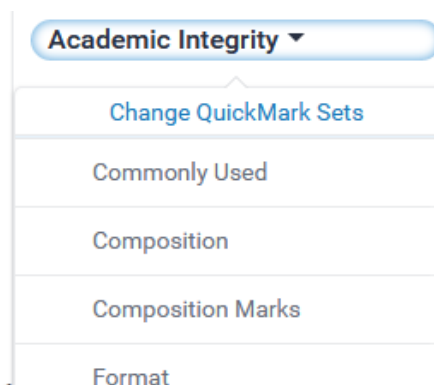 Academic Integrity
Change QuickMark Sets
Commonly Used
Composition
Composition Marks
Format